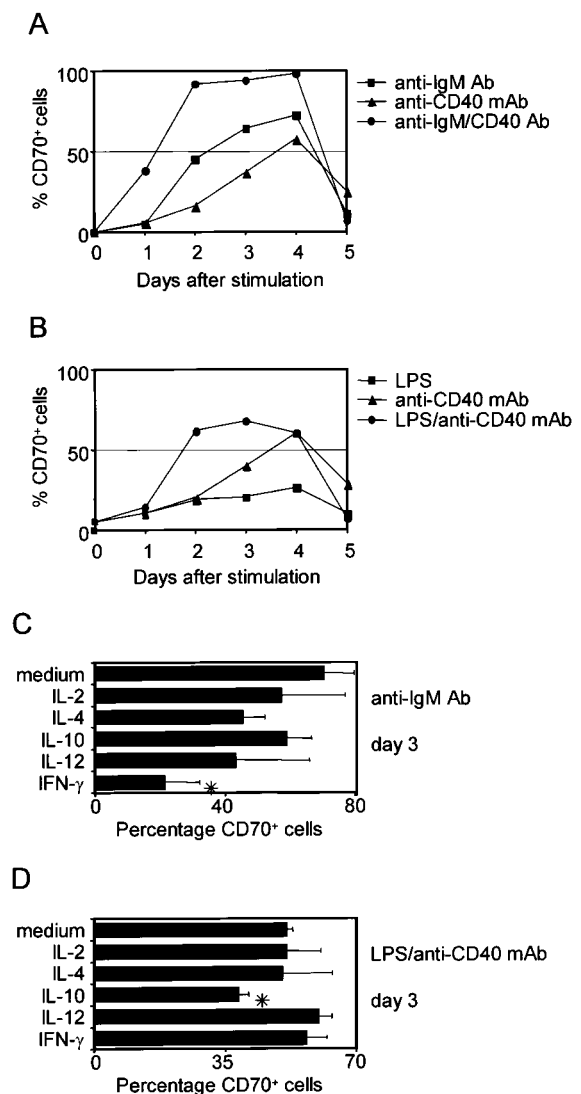 A
100
50
0
% CD70⁺ cells
0 1 2 3 4 5
Days after stimulation
anti-IgM Ab
anti-CD40 mAb
anti-IgM/CD40 Ab
B
100
50
0
% CD70⁺ cells
0 1 2 3 4 5
Days after stimulation
LPS
anti-CD40 mAb
LPS/anti-CD40 mAb
C
medium
IL-2
IL-4
IL-10
IL-12
IFN-γ
*
0 40 80
Percentage CD70⁺ cells
anti-IgM Ab
day 3
D
medium
IL-2
IL-4
IL-10
IL-12
IFN-γ
*
0 35 70
Percentage CD70⁺ cells
LPS/anti-CD40 mAb
day 3